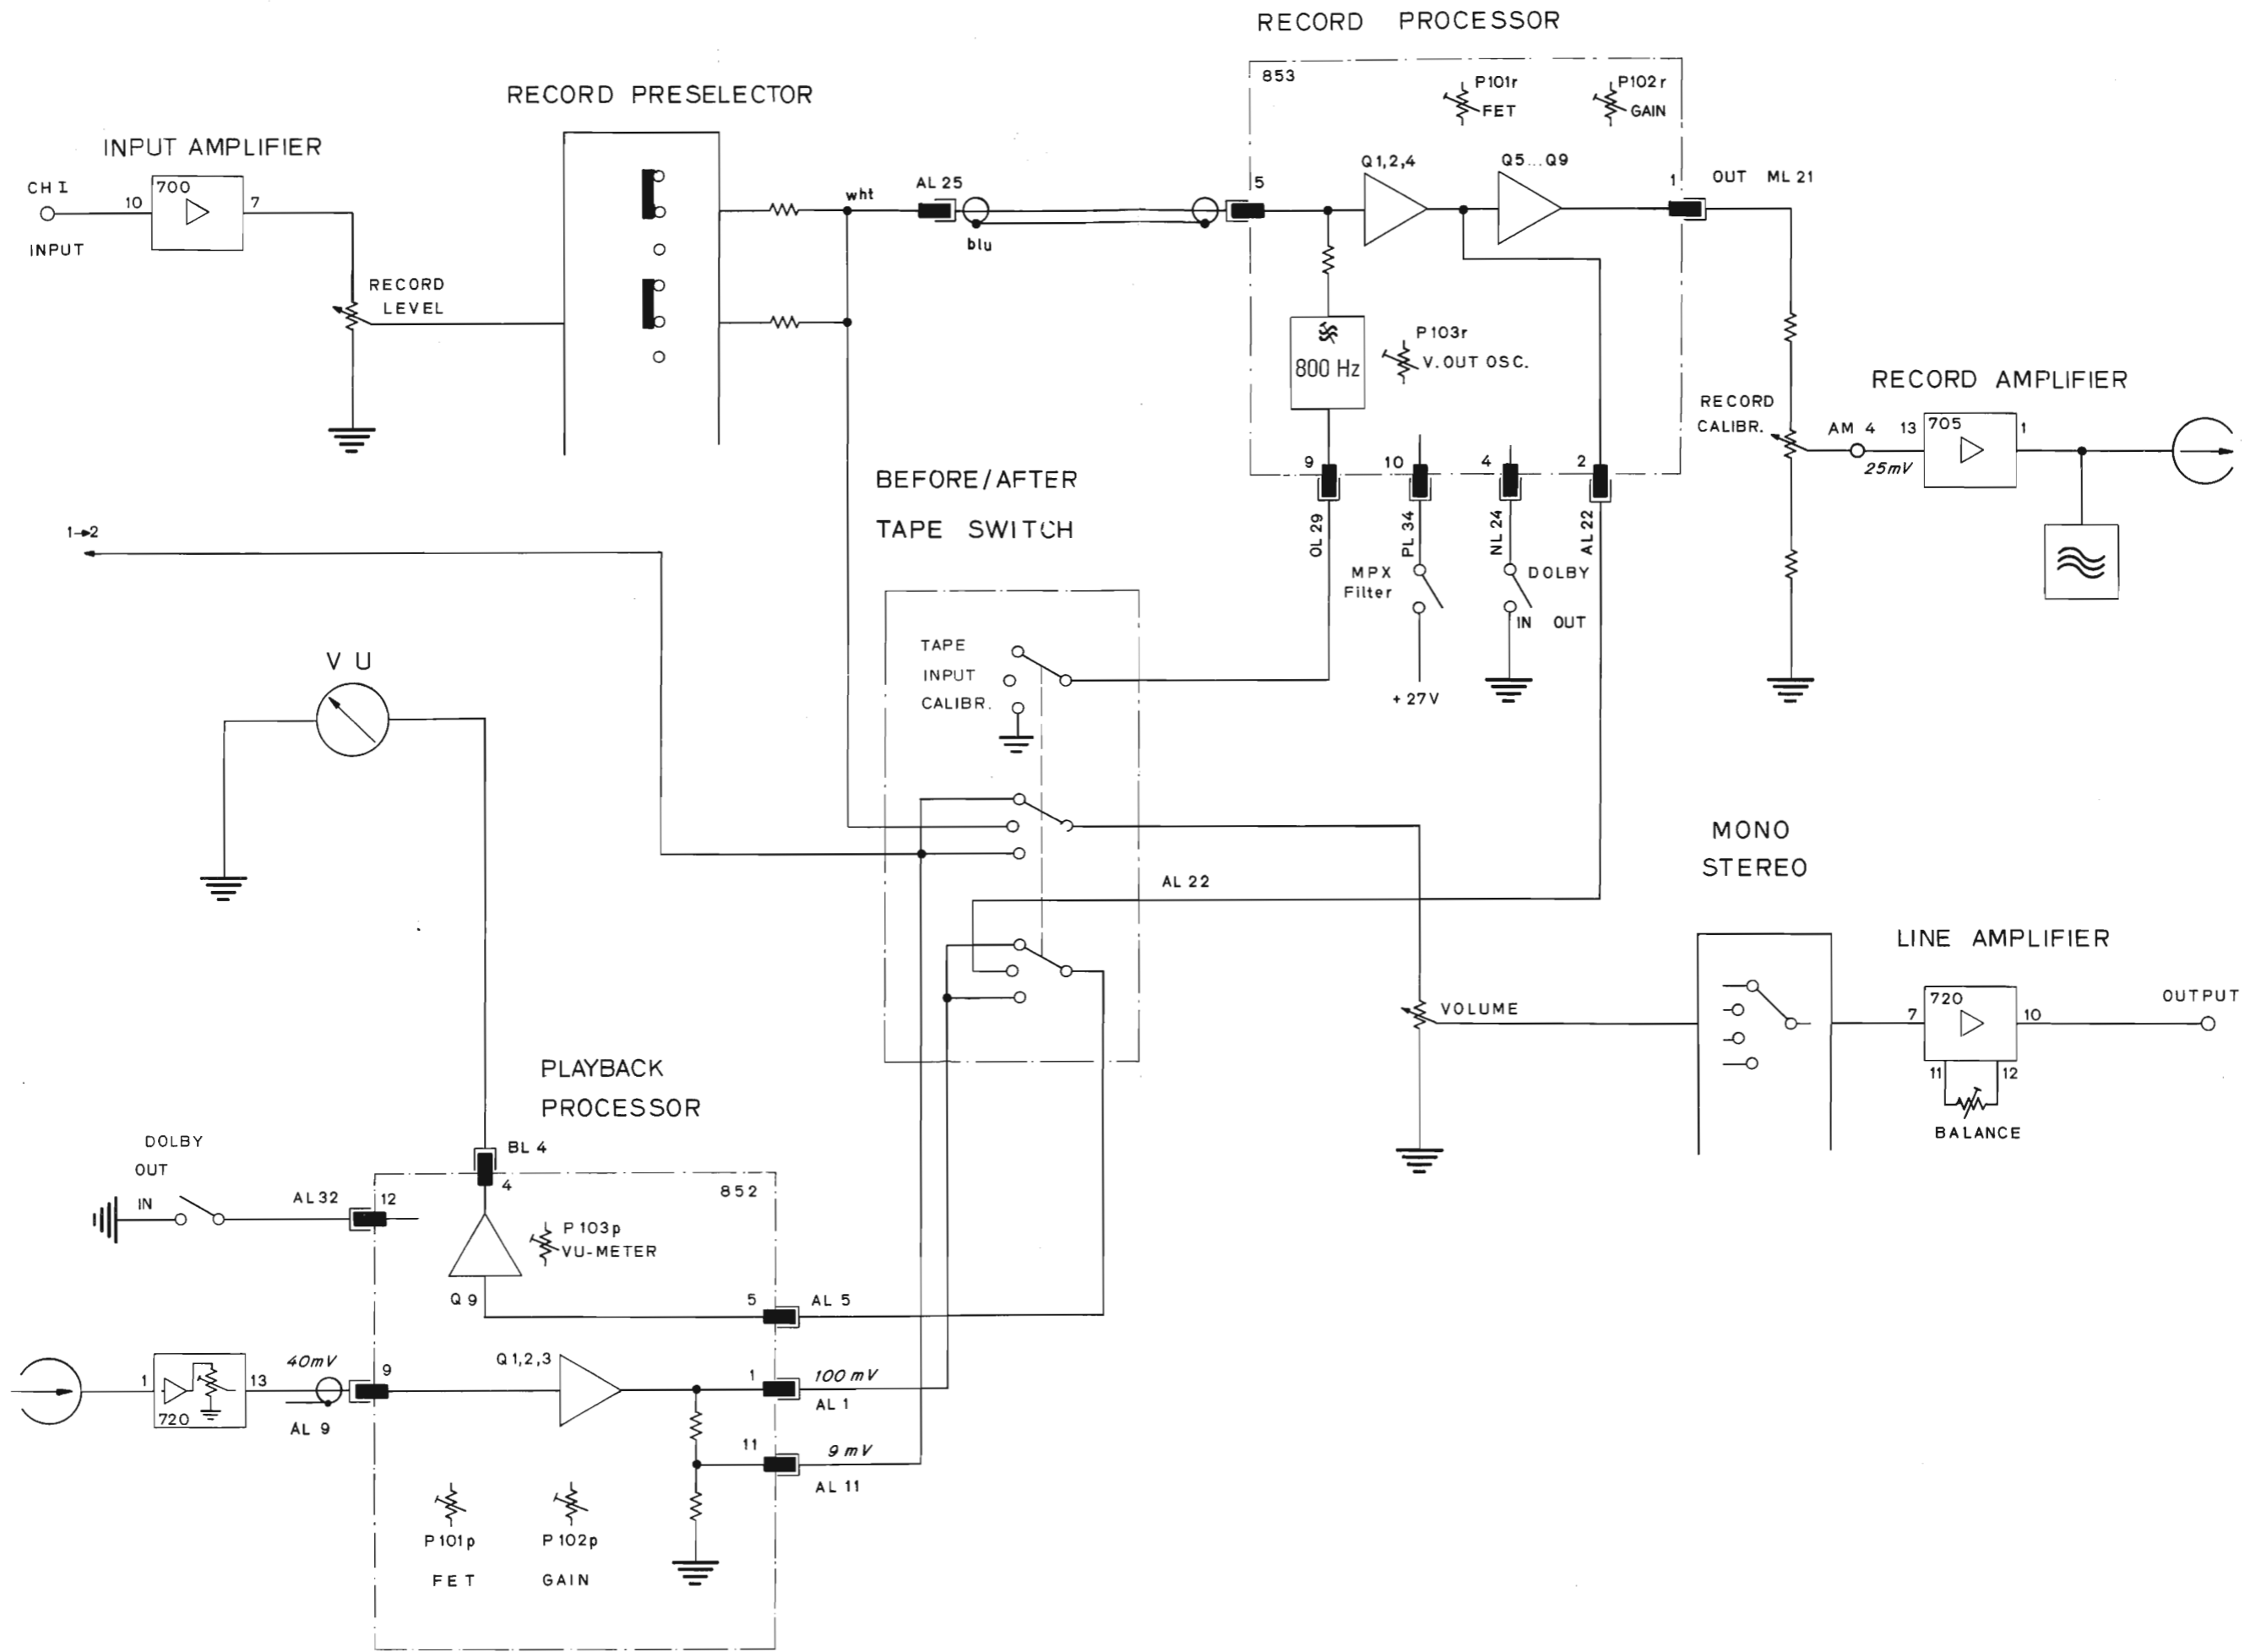 RECORD PROCESSOR
853
P101r
FET
P102r
GAIN
RECORD PRESELECTOR
INPUT AMPLIFIER
CH I
INPUT
10
700
7
RECORD
LEVEL
wht
AL 25
blu
5
Q1,2,4
Q5...Q9
1
OUT ML 21
800 Hz
P103r
V.OUT OSC.
RECORD
CALIBR.
RECORD AMPLIFIER
AM 4
25mV
13
705
1
9
10
4
2
OL 29
PL 34
NL 24
AL 22
MPX
Filter
+ 27V
DOLBY
IN OUT
BEFORE/AFTER
TAPE SWITCH
1→2
TAPE
INPUT
CALIBR.
VU
AL 22
MONO
STEREO
VOLUME
LINE AMPLIFIER
7
720
10
OUTPUT
11
12
BALANCE
PLAYBACK
PROCESSOR
DOLBY
OUT
IN
AL 32
12
BL 4
4
852
P 103p
VU-METER
Q 9
5
AL 5
1
720
13
40mV
AL 9
9
Q1,2,3
1
100 mV
AL 1
11
9 mV
AL 11
P 101p
FET
P 102p
GAIN